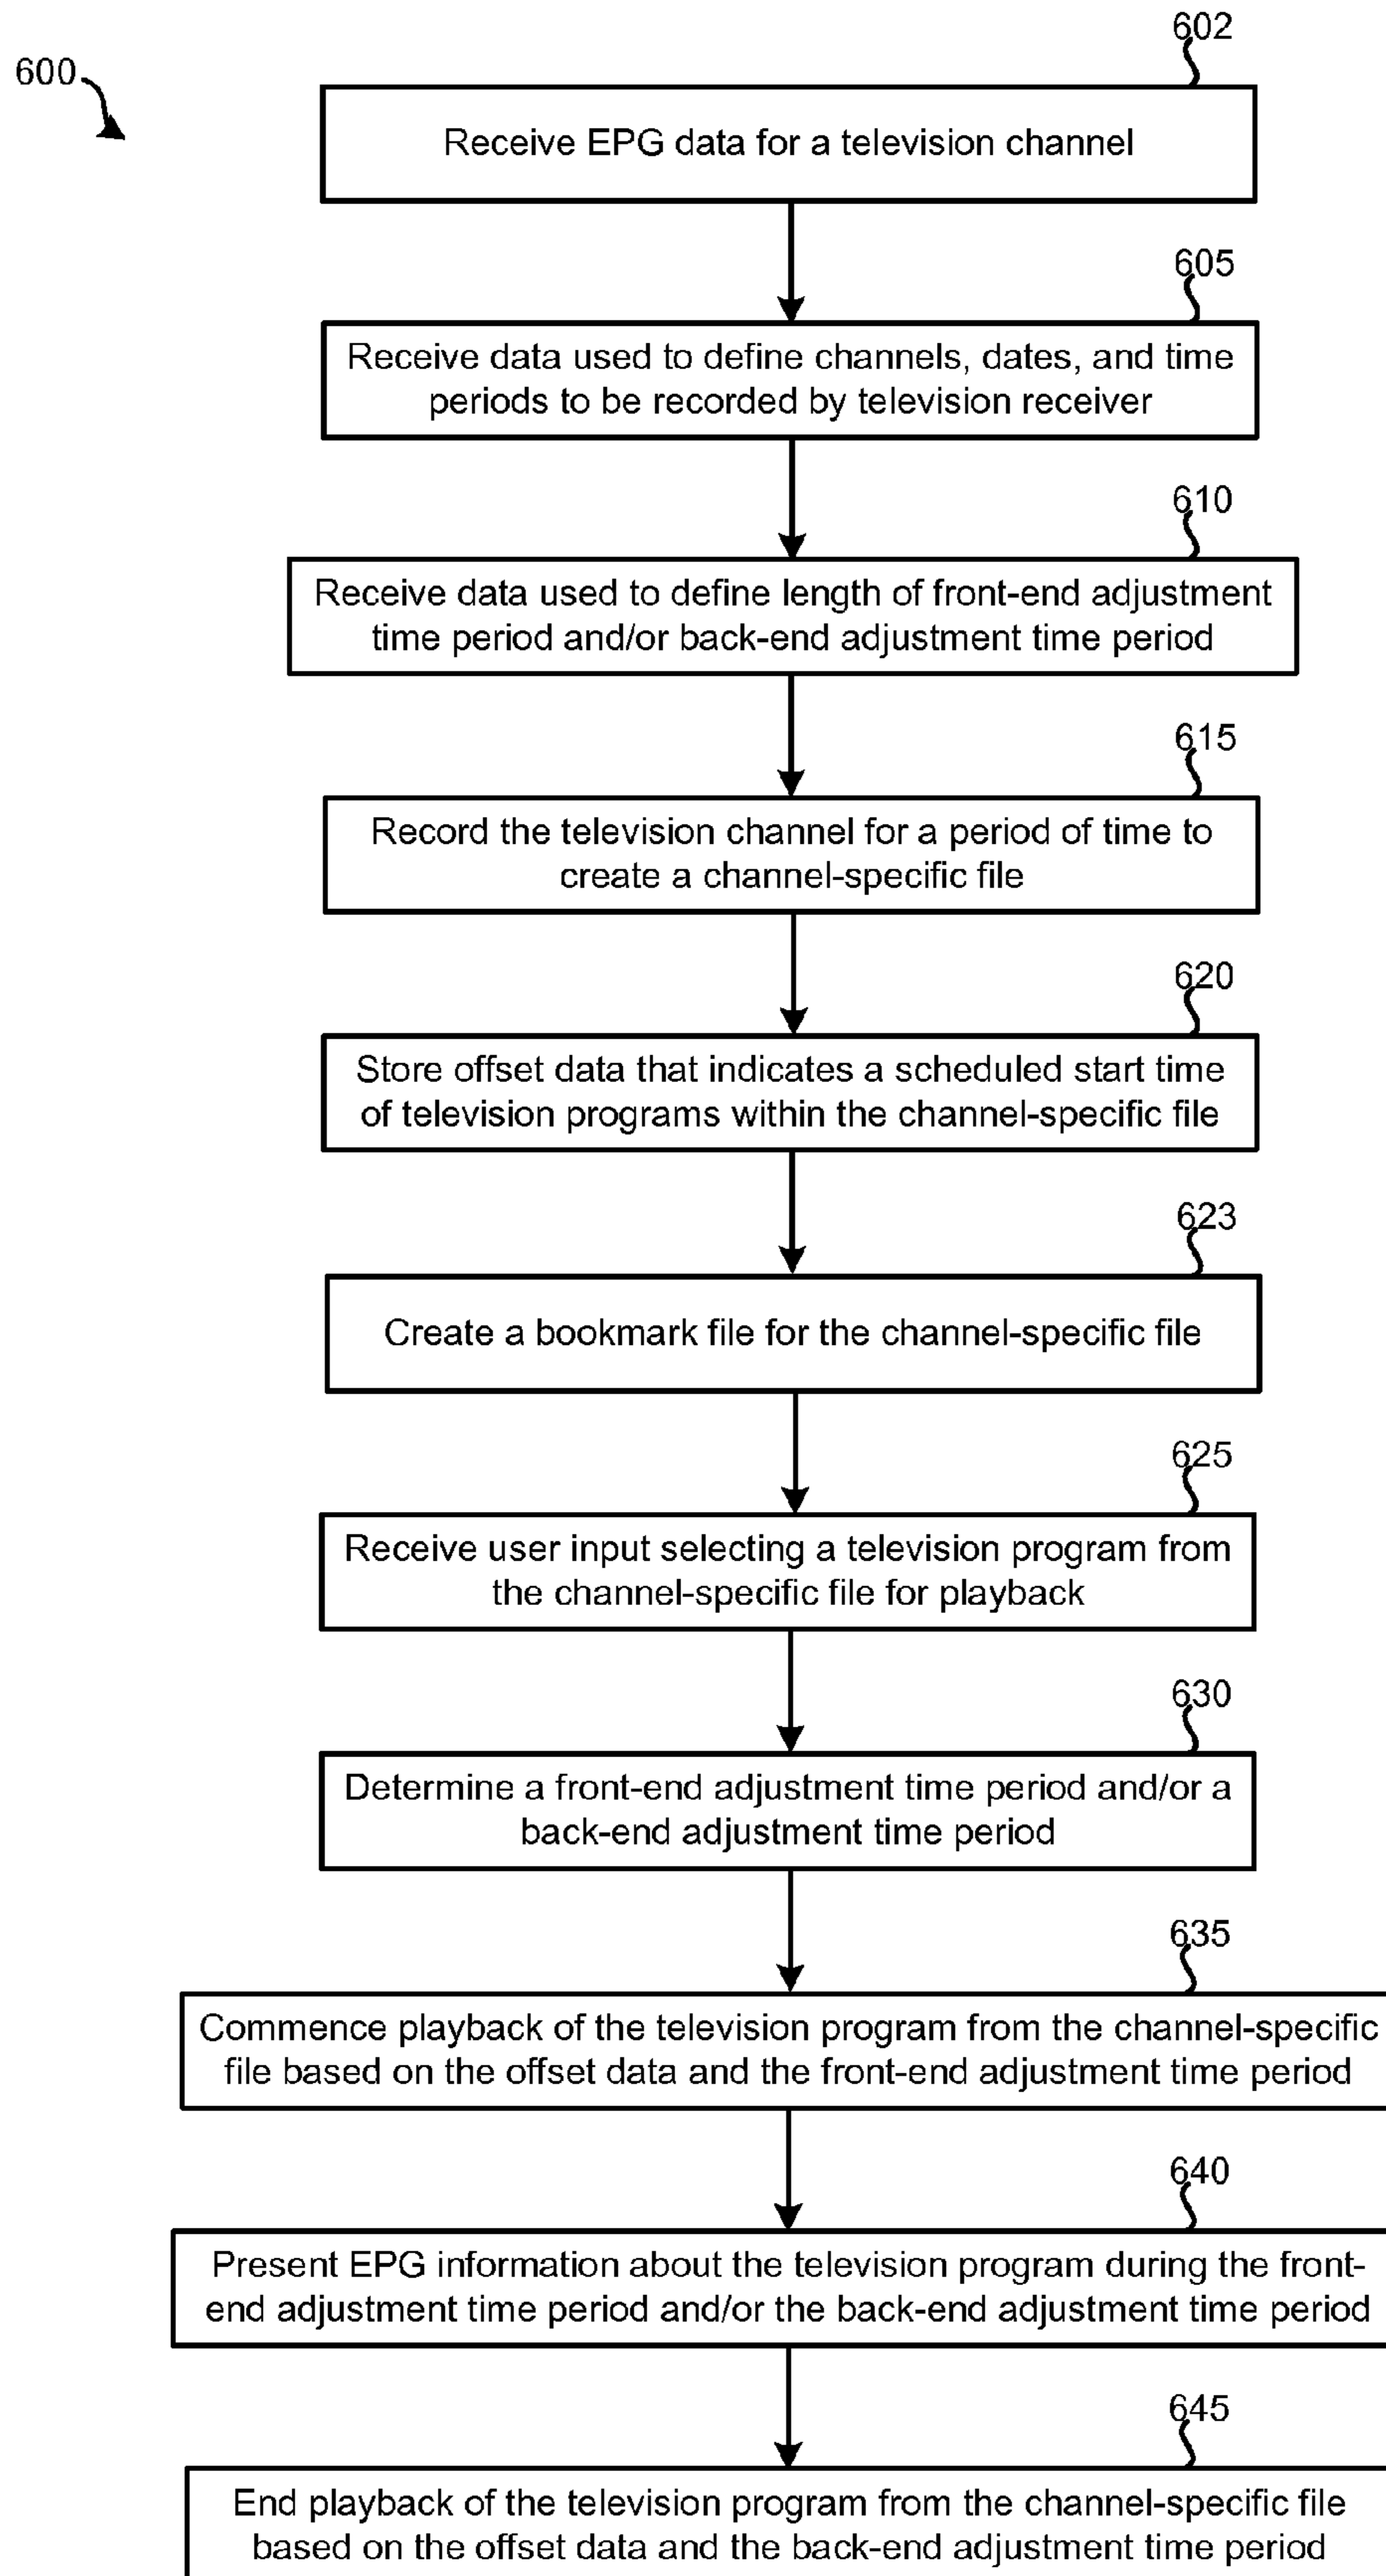 602
600
Receive EPG data for a television channel
605
Receive data used to define channels, dates, and time
periods to be recorded by television receiver
610
Receive data used to define length of front-end adjustment
time period and/or back-end adjustment time period
615
Record the television channel for a period of time to
create a channel-specific file
620
Store offset data that indicates a scheduled start time
of television programs within the channel-specific file
623
Create a bookmark file for the channel-specific file
625
Receive user input selecting a television program from
the channel-specific file for playback
630
Determine a front-end adjustment time period and/or a
back-end adjustment time period
635
Commence playback of the television program from the channel-specific
file based on the offset data and the front-end adjustment time period
640
Present EPG information about the television program during the front-
end adjustment time period and/or the back-end adjustment time period
645
End playback of the television program from the channel-specific file
based on the offset data and the back-end adjustment time period